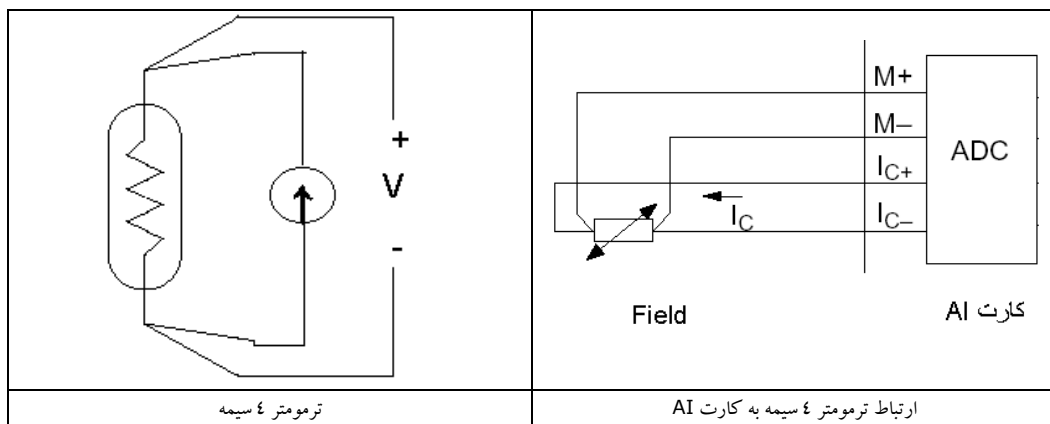 +
V
-
M+
M–
IC+
IC–
IC
ADC
Field
کارت AI
ترمومتر ٤ سیمه
ارتباط ترمومتر ٤ سیمه به کارت AI